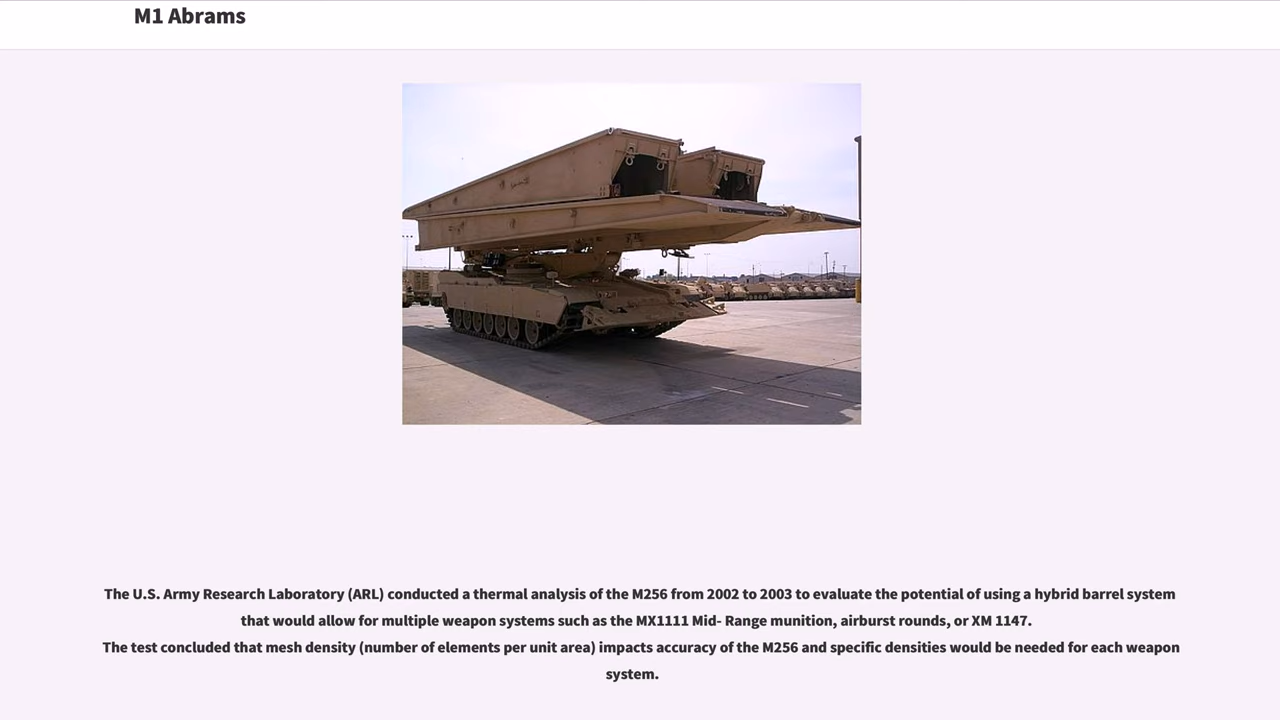 M1 Abrams
The U.S. Army Research Laboratory (ARL) conducted a thermal analysis of the M256 from 2002 to 2003 to evaluate the potential of using a hybrid barrel system
that would allow for multiple weapon systems such as the MX1111 Mid- Range munition, airburst rounds, or XM 1147.
The test concluded that mesh density (number of elements per unit area) impacts accuracy of the M256 and specific densities would be needed for each weapon
system.